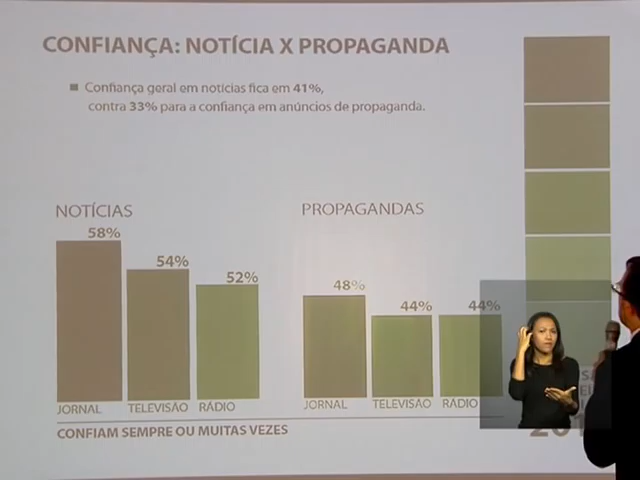 CONFIANÇA: NOTÍCIA X PROPAGANDA
Confiança geral em notícias fica em 41%,
contra 33% para a confiança em anúncios de propaganda.
NOTÍCIAS
PROPAGANDAS
58%
54%
52%
48%
44%
44%
JORNAL
TELEVISÃO
RÁDIO
JORNAL
TELEVISÃO
RÁDIO
CONFIAM SEMPRE OU MUITAS VEZES